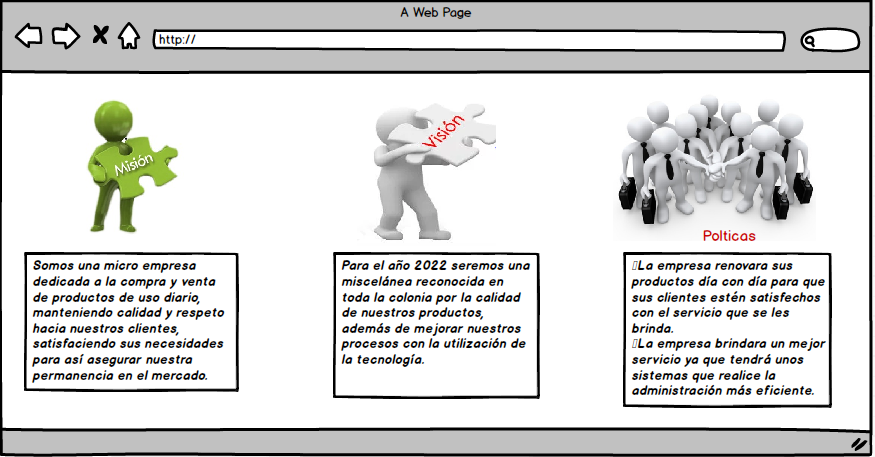 A Web Page
http://
Misión
Visión
Polticas
Somos una micro empresa
dedicada a la compra y venta
de productos de uso diario,
manteniendo calidad y respeto
hacia nuestros clientes,
satisfaciendo sus necesidades
para así asegurar nuestra
permanencia en el mercado.
Para el año 2022 seremos una
miscelánea reconocida en
toda la colonia por la calidad
de nuestros productos,
además de mejorar nuestros
procesos con la utilización de
la tecnología.
La empresa renovara sus
productos día con día para que
sus clientes estén satisfechos
con el servicio que se les
brinda.
La empresa brindara un mejor
servicio ya que tendrá unos
sistemas que realice la
administración más eficiente.